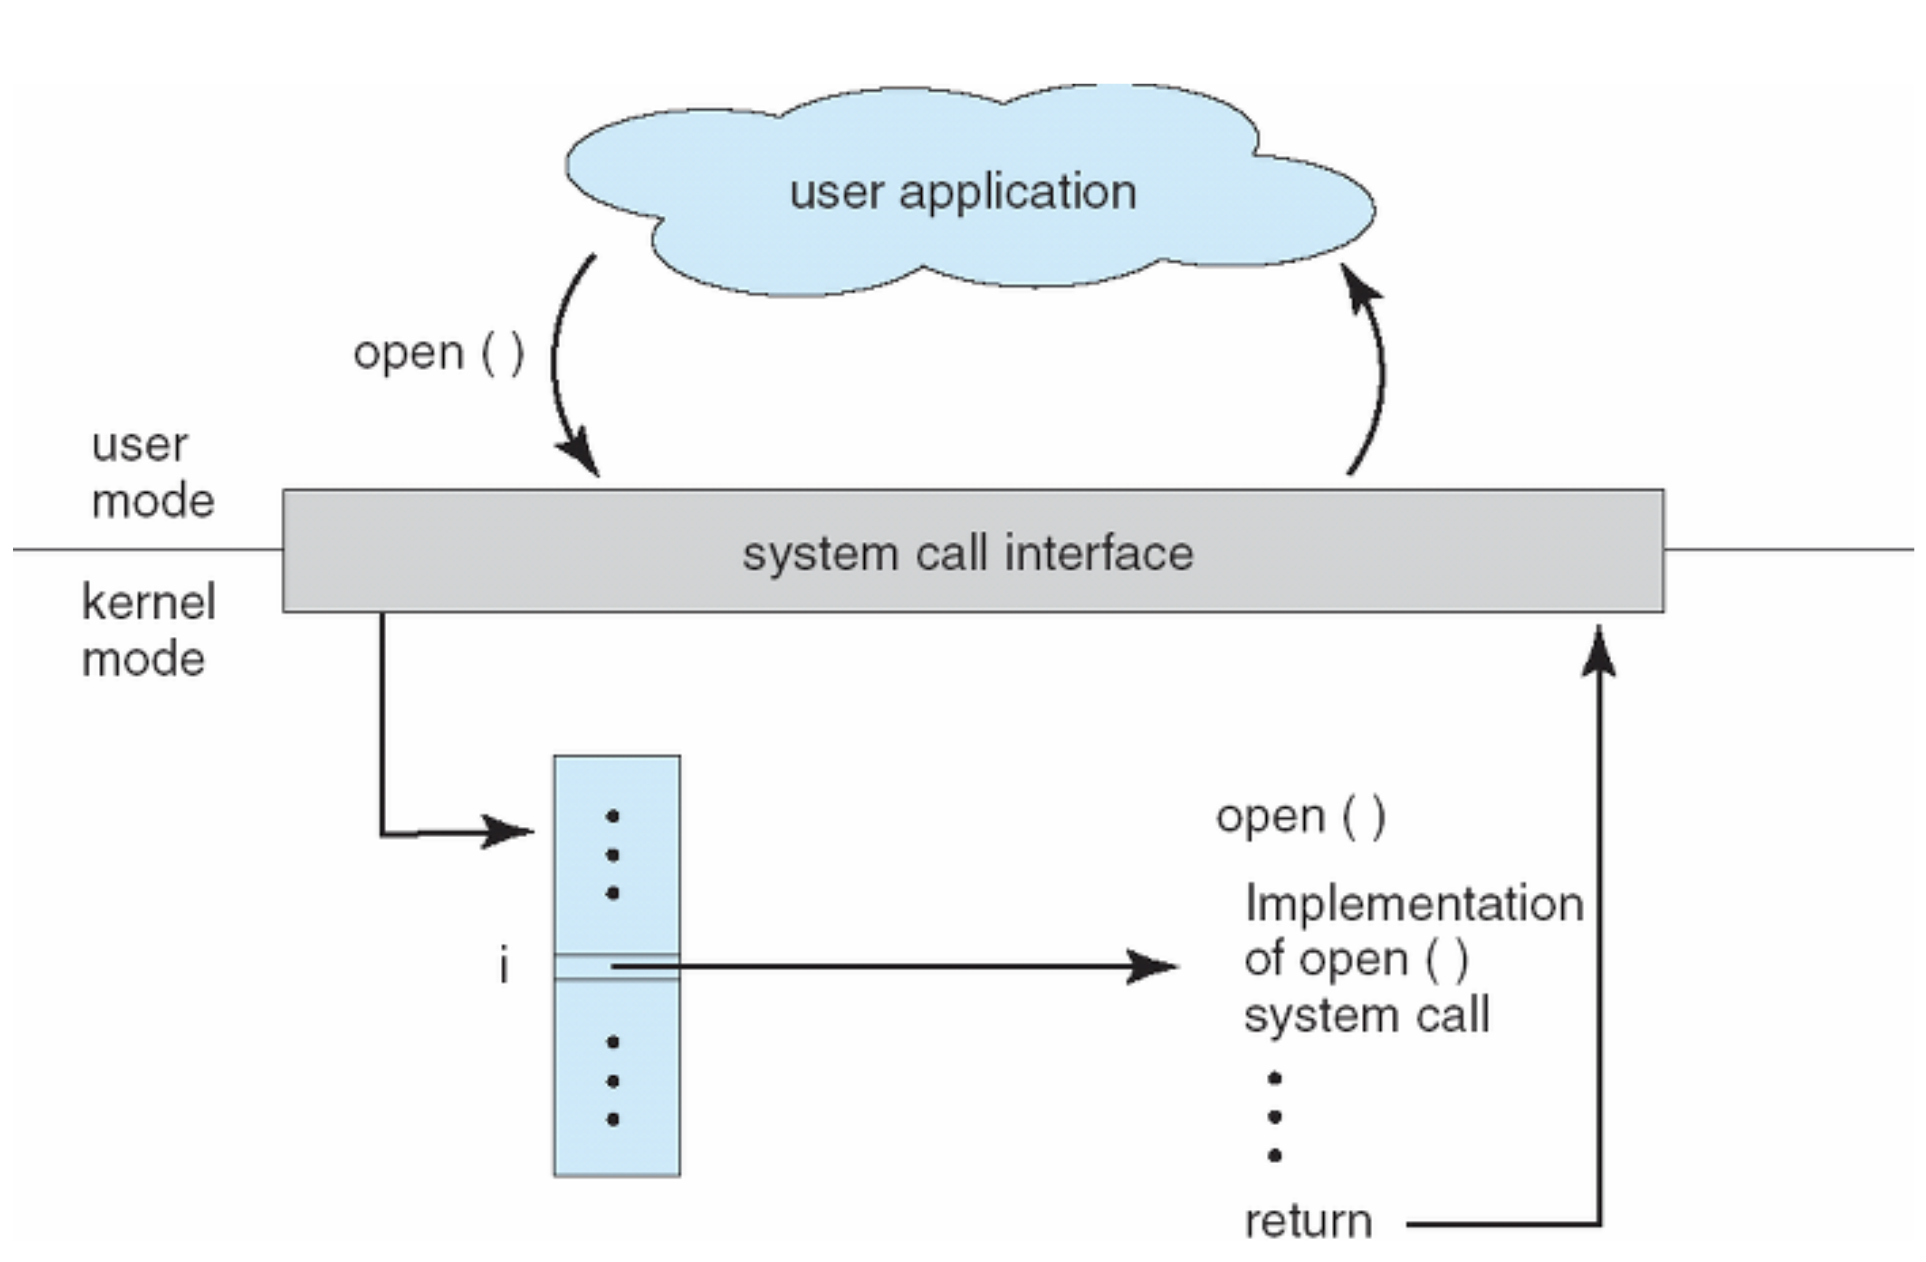 user application
open ( )
user
mode
system call interface
kernel
mode
open ( )
Implementation
of open ( )
system call
i
return